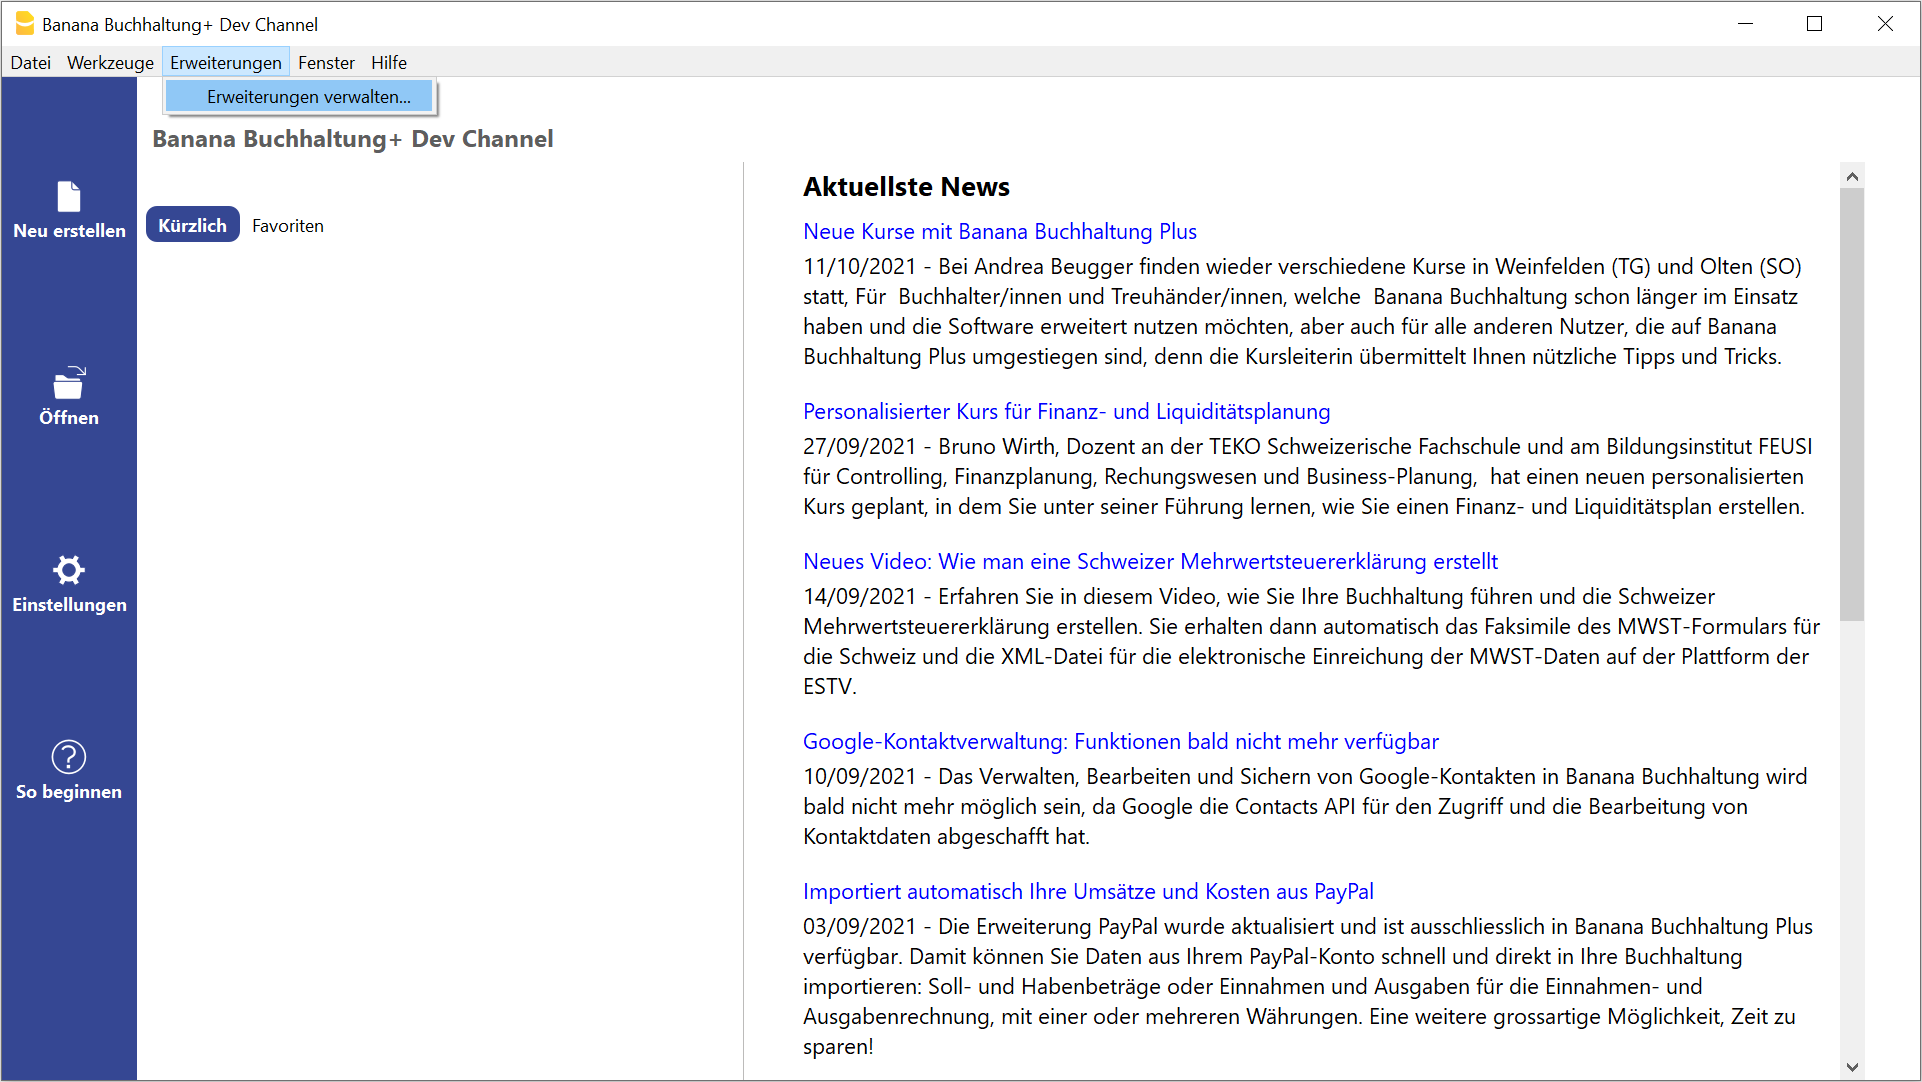 Banana Buchhaltung+ Dev Channel
Datei Werkzeuge Erweiterungen Fenster Hilfe
Erweiterungen verwalten...
Banana Buchhaltung+ Dev Channel
Neu erstellen
Öffnen
Einstellungen
So beginnen
Kürzlich Favoriten
Aktuellste News
Neue Kurse mit Banana Buchhaltung Plus
11/10/2021 - Bei Andrea Beugger finden wieder verschiedene Kurse in Weinfelden (TG) und Olten (SO)
statt, Für  Buchhalter/innen und Treuhänder/innen, welche  Banana Buchhaltung schon länger im Einsatz
haben und die Software erweitert nutzen möchten, aber auch für alle anderen Nutzer, die auf Banana
Buchhaltung Plus umgestiegen sind, denn die Kursleiterin übermittelt Ihnen nützliche Tipps und Tricks.
Personalisierter Kurs für Finanz- und Liquiditätsplanung
27/09/2021 - Bruno Wirth, Dozent an der TEKO Schweizerische Fachschule und am Bildungsinstitut FEUSI
für Controlling, Finanzplanung, Rechungswesen und Business-Planung,  hat einen neuen personalisierten
Kurs geplant, in dem Sie unter seiner Führung lernen, wie Sie einen Finanz- und Liquiditätsplan erstellen.
Neues Video: Wie man eine Schweizer Mehrwertsteuererklärung erstellt
14/09/2021 - Erfahren Sie in diesem Video, wie Sie Ihre Buchhaltung führen und die Schweizer
Mehrwertsteuererklärung erstellen. Sie erhalten dann automatisch das Faksimile des MWST-Formulars für
die Schweiz und die XML-Datei für die elektronische Einreichung der MWST-Daten auf der Plattform der
ESTV.
Google-Kontaktverwaltung: Funktionen bald nicht mehr verfügbar
10/09/2021 - Das Verwalten, Bearbeiten und Sichern von Google-Kontakten in Banana Buchhaltung wird
bald nicht mehr möglich sein, da Google die Contacts API für den Zugriff und die Bearbeitung von
Kontaktdaten abgeschafft hat.
Importiert automatisch Ihre Umsätze und Kosten aus PayPal
03/09/2021 - Die Erweiterung PayPal wurde aktualisiert und ist ausschliesslich in Banana Buchhaltung Plus
verfügbar. Damit können Sie Daten aus Ihrem PayPal-Konto schnell und direkt in Ihre Buchhaltung
importieren: Soll- und Habenbeträge oder Einnahmen und Ausgaben für die Einnahmen- und
Ausgabenrechnung, mit einer oder mehreren Währungen. Eine weitere grossartige Möglichkeit, Zeit zu
sparen!